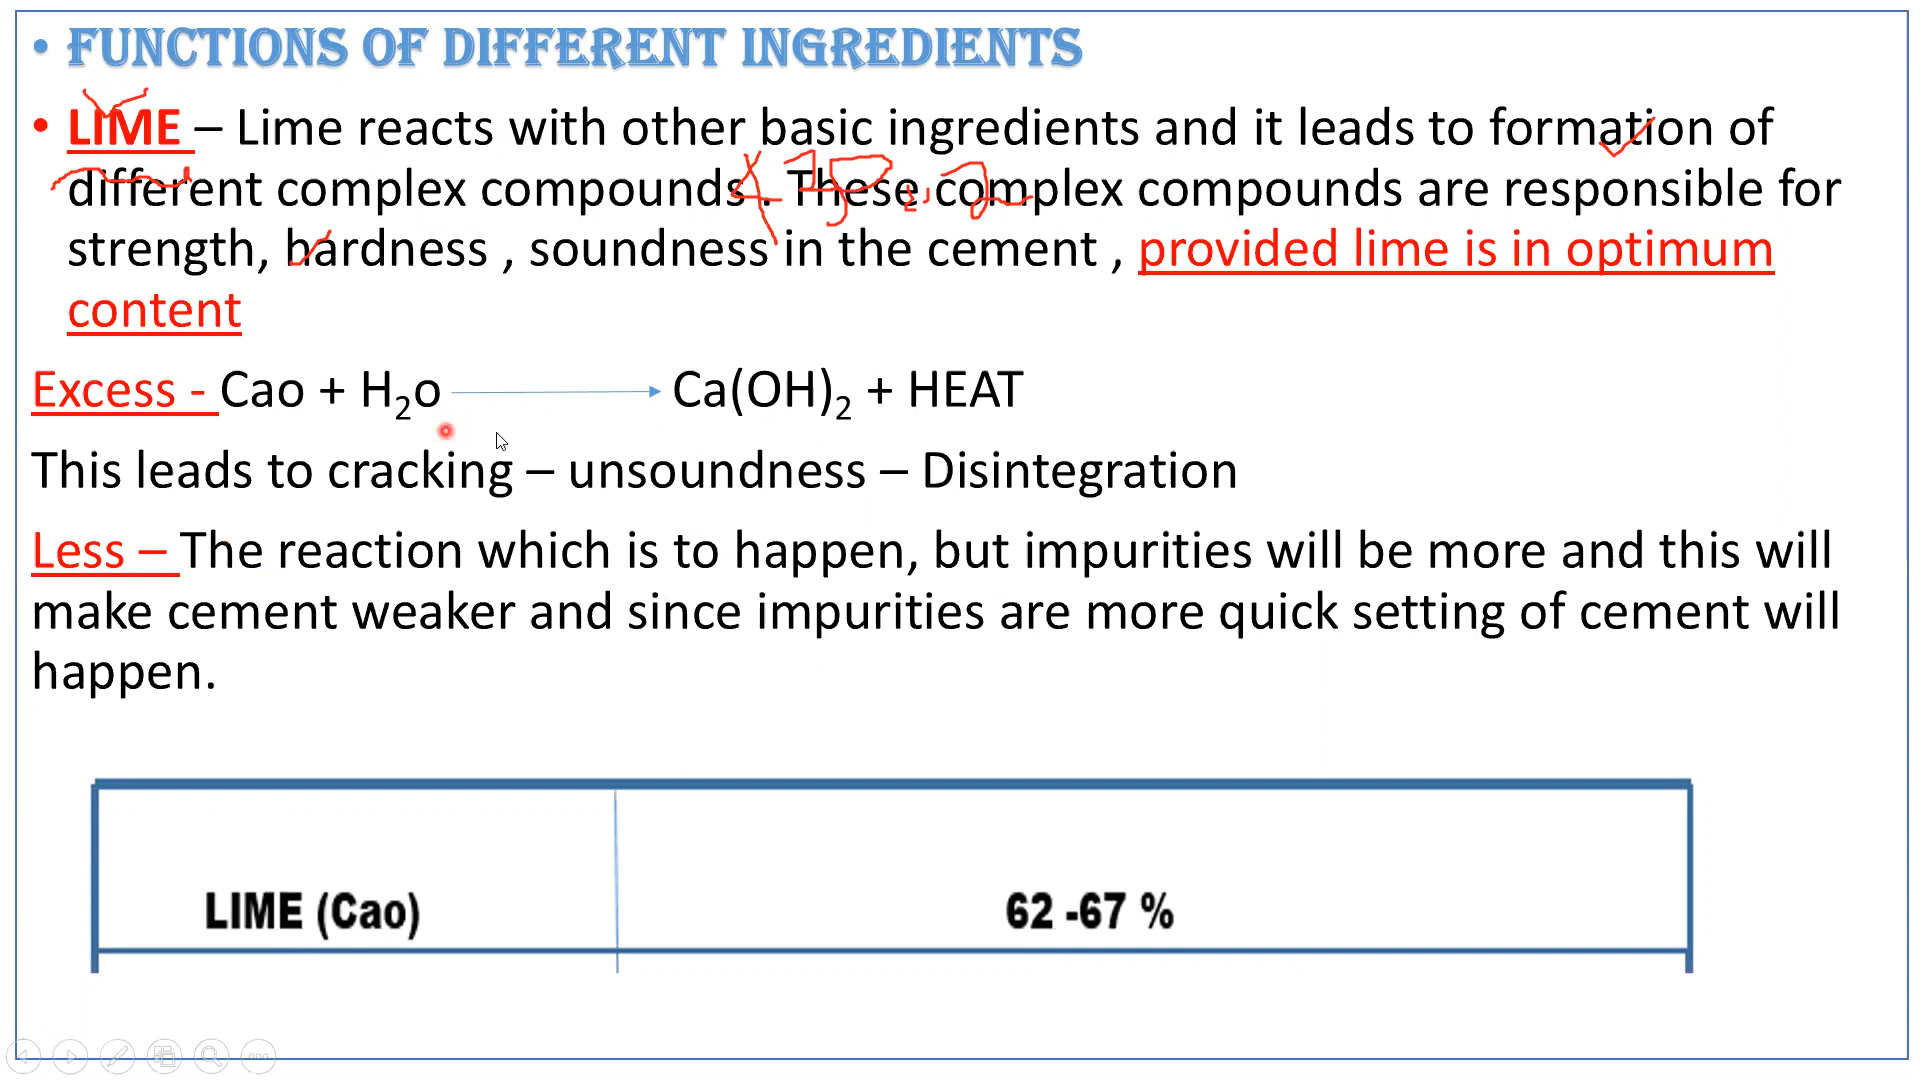 • FUNCTIONS OF DIFFERENT INGREDIENTS
• LIME – Lime reacts with other basic ingredients and it leads to formation of
different complex compounds . These complex compounds are responsible for
strength, hardness , soundness in the cement , provided lime is in optimum
content
Excess - Cao + H₂o → Ca(OH)₂ + HEAT
This leads to cracking – unsoundness – Disintegration
Less – The reaction which is to happen, but impurities will be more and this will
make cement weaker and since impurities are more quick setting of cement will
happen.
LIME (Cao) 62 -67 %